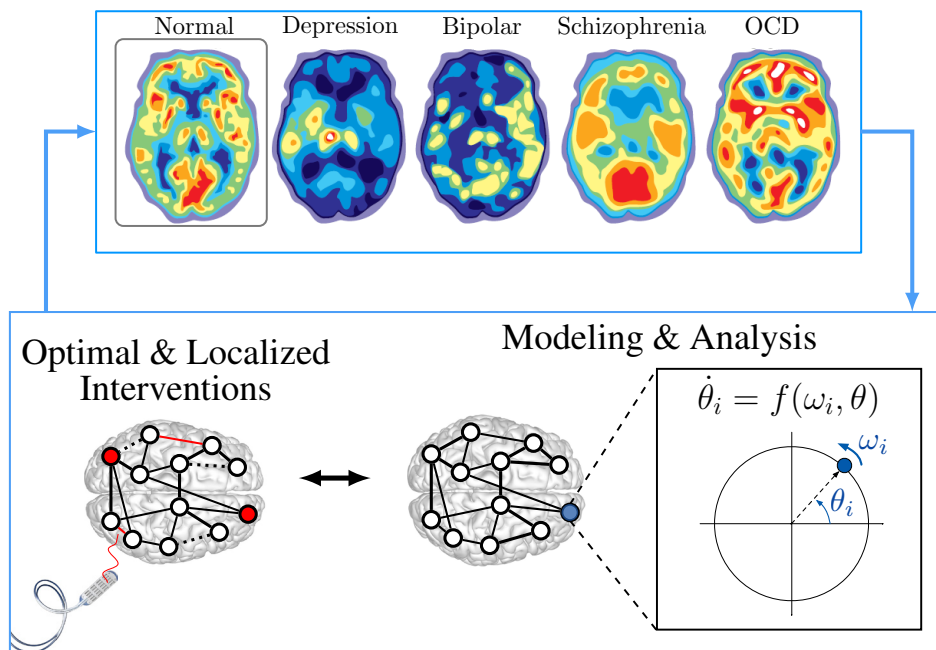 Normal Depression Bipolar Schizophrenia OCD
Optimal & Localized
Interventions
Modeling & Analysis
θ̇ᵢ = f(ωᵢ, θ)
ωᵢ
θᵢ